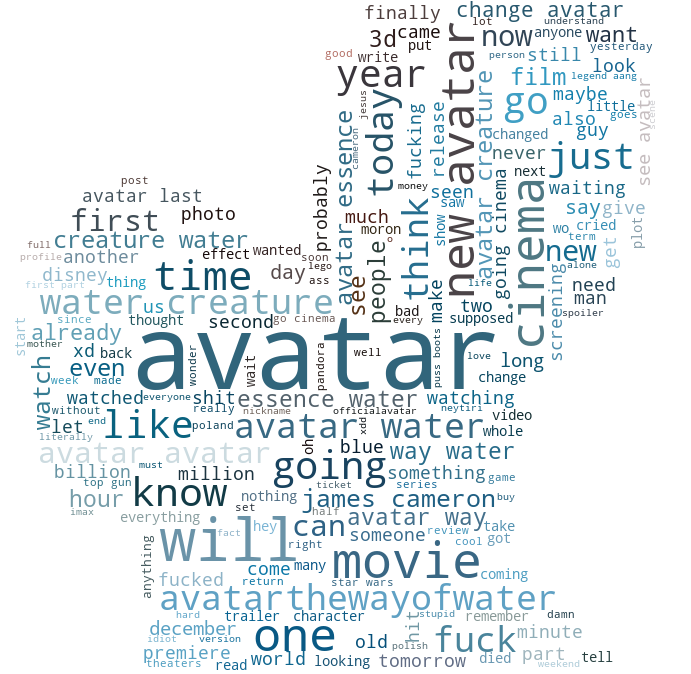 finally
lot
change avatar
understand
3d
came
put
now
anyone
want
yesterday
good
write
year
person
still
look
film
legend aang
new avatar
avatar creature
go
maybe
little
goes
see avatar
scene
jesus
today
fucking
release
also
guy
avatar essence
cameron
changed
never
just
plot
post
avatar last
photo
first
probably
money
think
seen
saw
show
going cinema
next
waiting
cinema
say
give
much
moron
o
wo
cried
term
new
get
alone
full
creature water
profile
another
effect
wanted
soon
lego
ass
day
see
people
bad
every
make
life
two
supposed
need
man
screening
spoiler
disney
thing
first part
time
water creature
us
since
start
already
thought
second
go cinema
avatar
mother
xd
back
wonder
wait
pandora
well
puss boots
love
long
change
even
week
made
watch
watched
everyone
shit
essence water
watching
neytiri
without
end
let
like
really
nickname
poland
officialavatar
xdd
avatar water
video
whole
literally
avatar avatar
oh
blue
way water
billion
must
million
going
something
game
top gun
know
nothing
ticket
series
hour
set
james cameron
buy
imax
everything
half
will
hey
fact
can
avatar way
someone
review
take
cool
got
right
anything
come
many
movie
fucked
return
star wars
coming
avatarthewayofwater
hard
trailer
character
hit
stupid
remember
damn
december
idiot
version
one
old
polish
fuck
minute
premiere
theaters
read
world
looking
tomorrow
died
part
weekend
tell